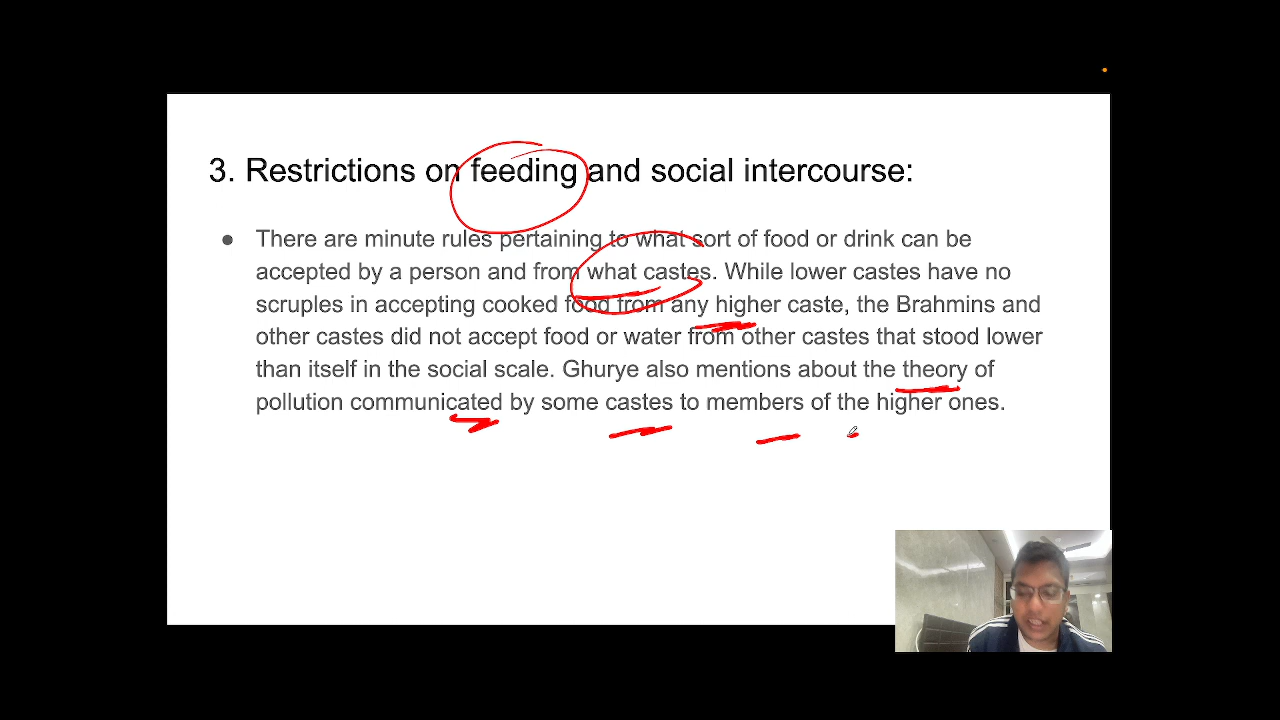 3. Restrictions on feeding and social intercourse:
● There are minute rules pertaining to what sort of food or drink can be
accepted by a person and from what castes. While lower castes have no
scruples in accepting cooked food from any higher caste, the Brahmins and
other castes did not accept food or water from other castes that stood lower
than itself in the social scale. Ghurye also mentions about the theory of
pollution communicated by some castes to members of the higher ones.